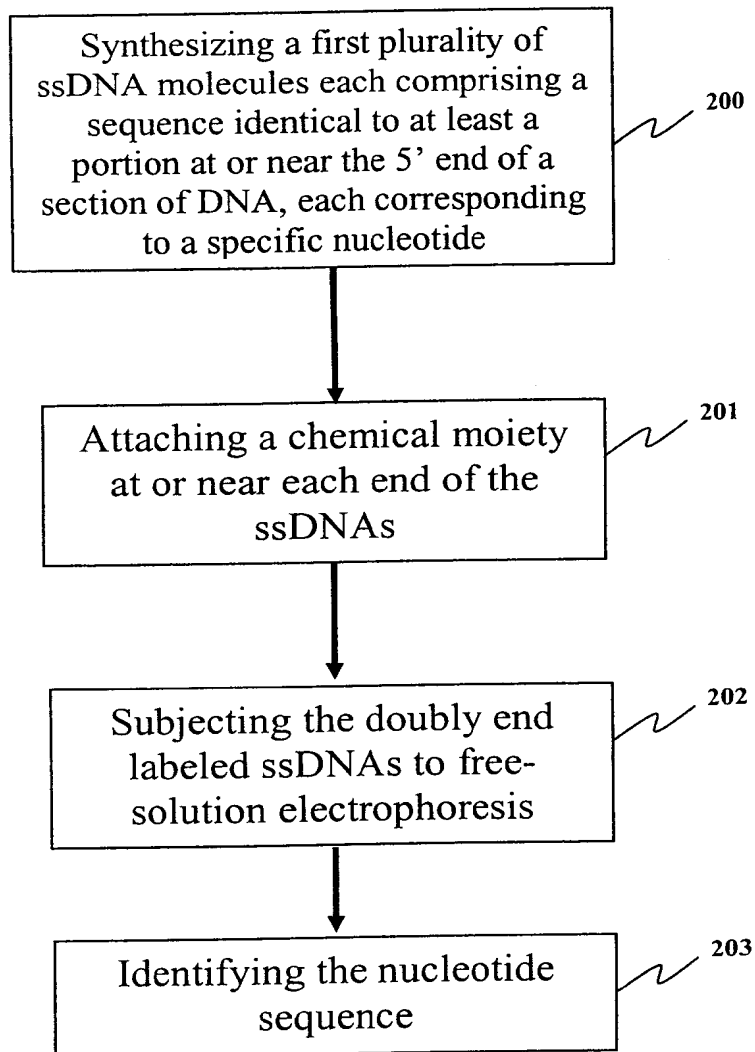 Synthesizing a first plurality of
ssDNA molecules each comprising a
sequence identical to at least a
portion at or near the 5' end of a
section of DNA, each corresponding
to a specific nucleotide
200
Attaching a chemical moiety
at or near each end of the
ssDNAs
201
Subjecting the doubly end
labeled ssDNAs to free-
solution electrophoresis
202
Identifying the nucleotide
sequence
203